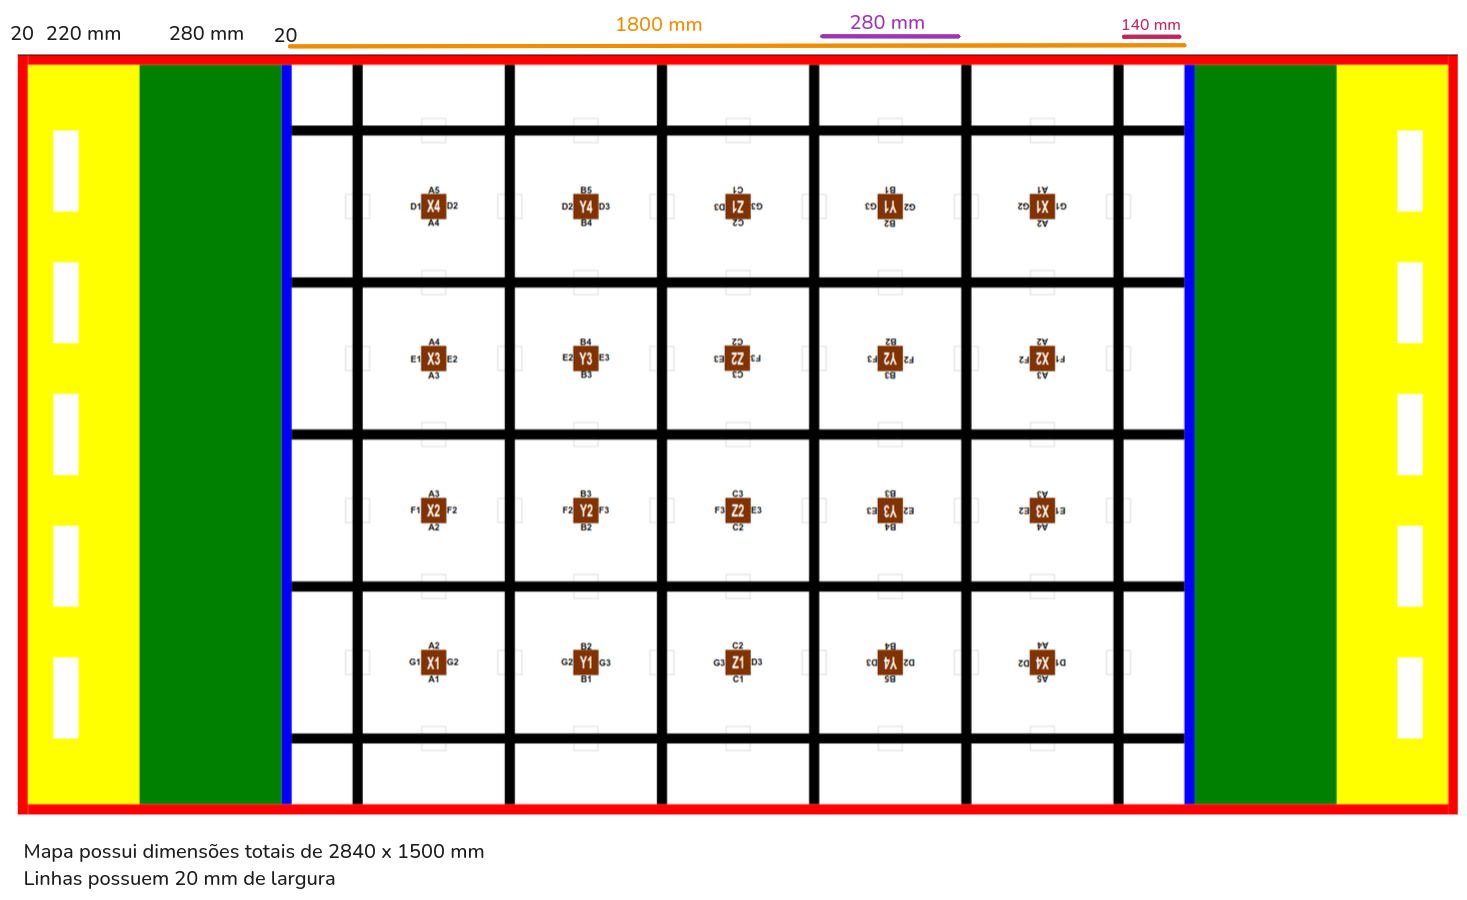 20 220 mm 280 mm 20 1800 mm 280 mm 140 mm
A5 B5 C1 B1 A1
D1 X4 D2 D2 Y4 D3 D3 Z1 G3 G3 Y1 G2 G2 X1 G1
A4 B4 C2 B2 A2
A4 B4 C2 B2 A2
E1 X3 E2 E2 Y3 E3 E3 Z2 F3 F3 Y2 F2 F2 X2 F1
A3 B3 C3 B3 A3
A3 B3 C3 B3 A3
F1 X2 F2 F2 Y2 F3 F3 Z2 E3 E3 Y3 E2 E2 X3 E1
A2 B2 C2 B4 A4
A2 B2 C2 B4 A4
G1 X1 G2 G2 Y1 G3 G3 Z1 D3 D3 Y4 D2 D2 X4 D1
A1 B1 C1 B5 A5
Mapa possui dimensões totais de 2840 x 1500 mm
Linhas possuem 20 mm de largura